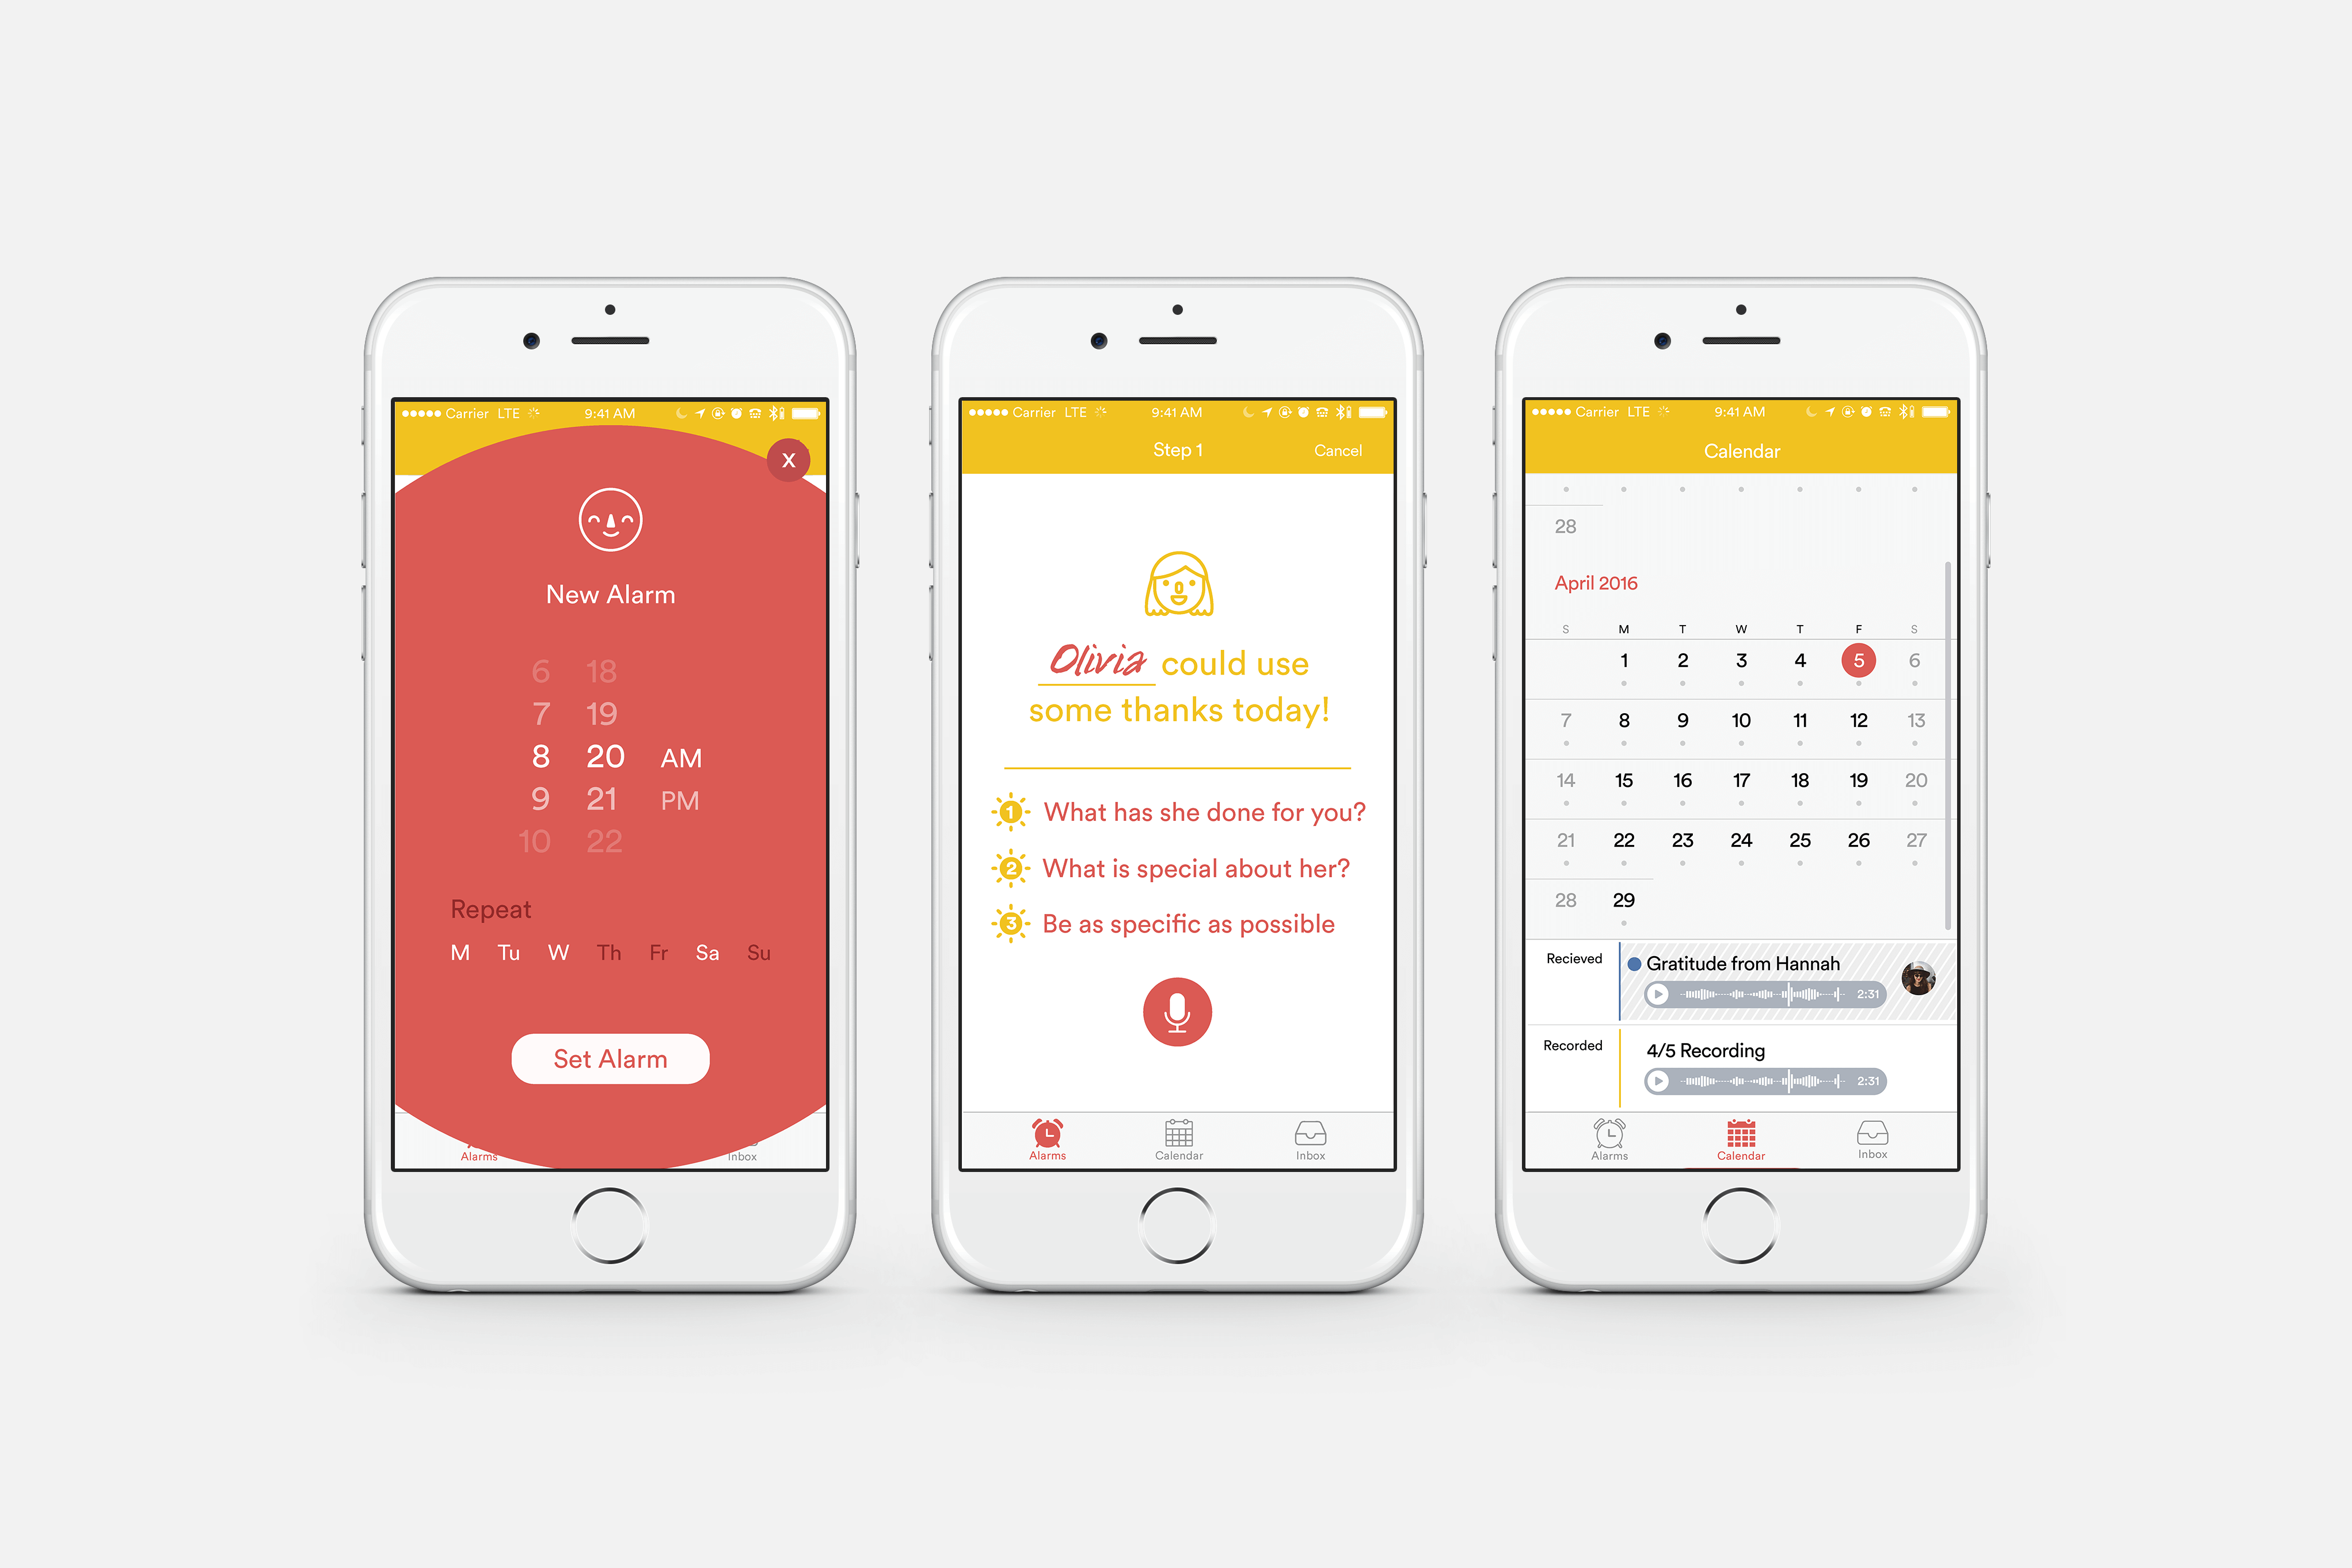 Carrier LTE 9:41 AM
X
New Alarm
6 18
7 19
8 20 AM
9 21 PM
10 22
Repeat
M Tu W Th Fr Sa Su
Set Alarm
Alarms Inbox
Carrier LTE 9:41 AM
Step 1 Cancel
Olivia could use
some thanks today!
1 What has she done for you?
2 What is special about her?
3 Be as specific as possible
Alarms Calendar Inbox
Carrier LTE 9:41 AM
Calendar
28
April 2016
S M T W T F S
1 2 3 4 5 6
7 8 9 10 11 12 13
14 15 16 17 18 19 20
21 22 23 24 25 26 27
28 29
Recieved Gratitude from Hannah
2:31
Recorded 4/5 Recording
2:31
Alarms Calendar Inbox